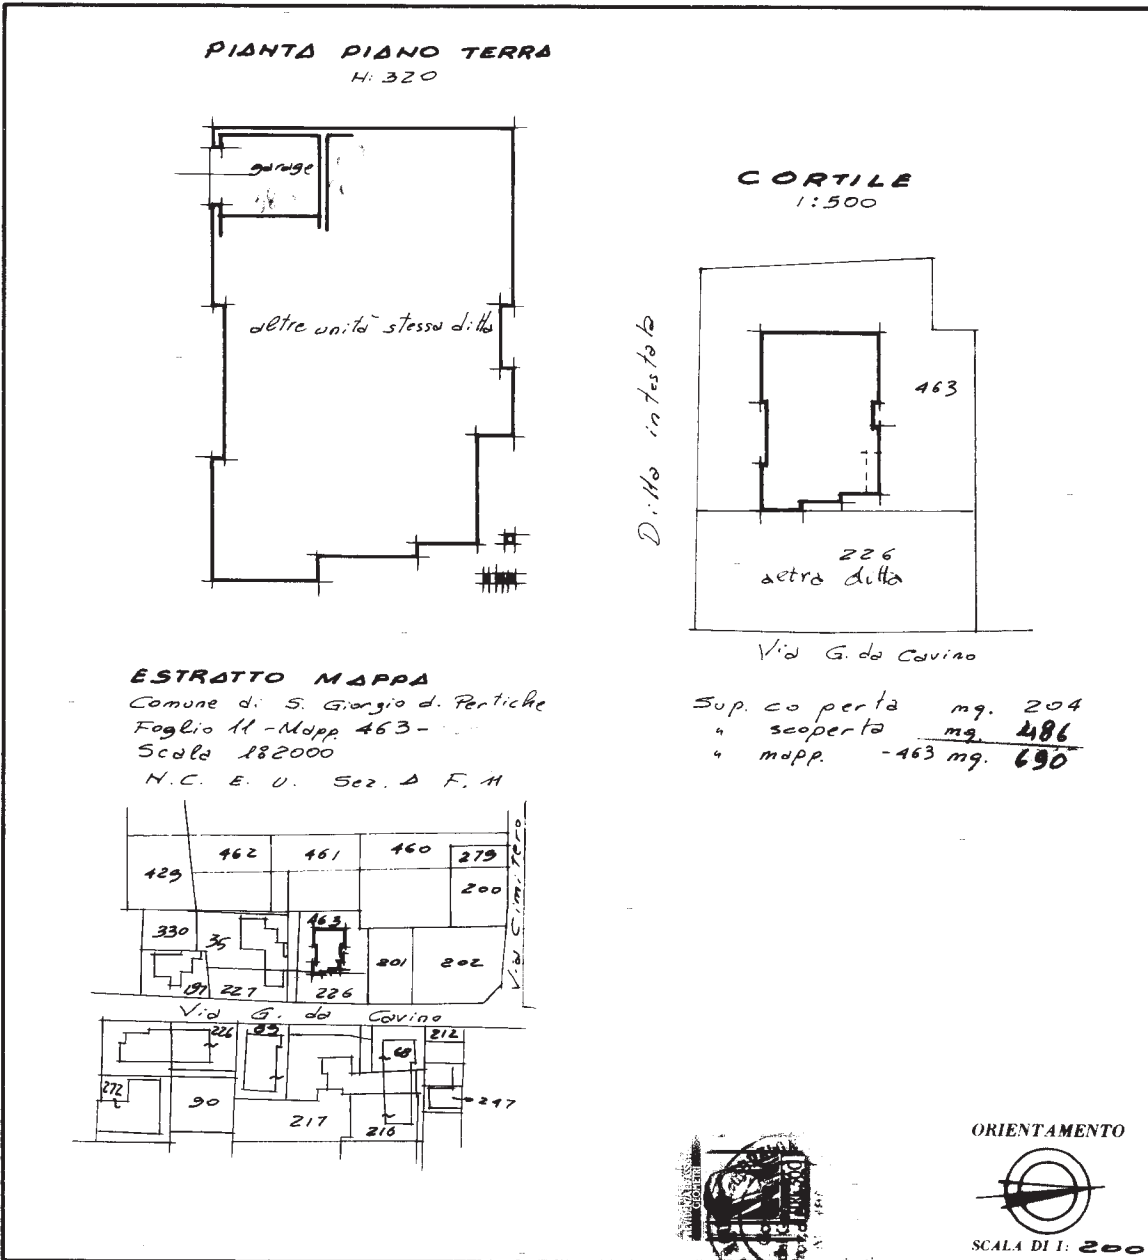 PIANTA PIANO TERRA
H: 320
garage
altre unità stessa ditta
CORTILE
1:500
Ditta intestata
463
226
altra ditta
Via G. da Cavino
Sup. coperta mq. 204
" scoperta mq. 486
" mapp. -463 mq. 690
ESTRATTO MAPPA
Comune di S. Giorgio d. Pertiche
Foglio 11 - Mapp. 463 -
Scala 1:2000
N.C.E.U. Sez. A F. 11
429
462
461
460
279
200
Via Cimitero
330
35
463
201
202
197
227
226
Via G. da Cavino
226
89
68
212
272
90
217
216
247
ORIENTAMENTO
SCALA DI 1: 200